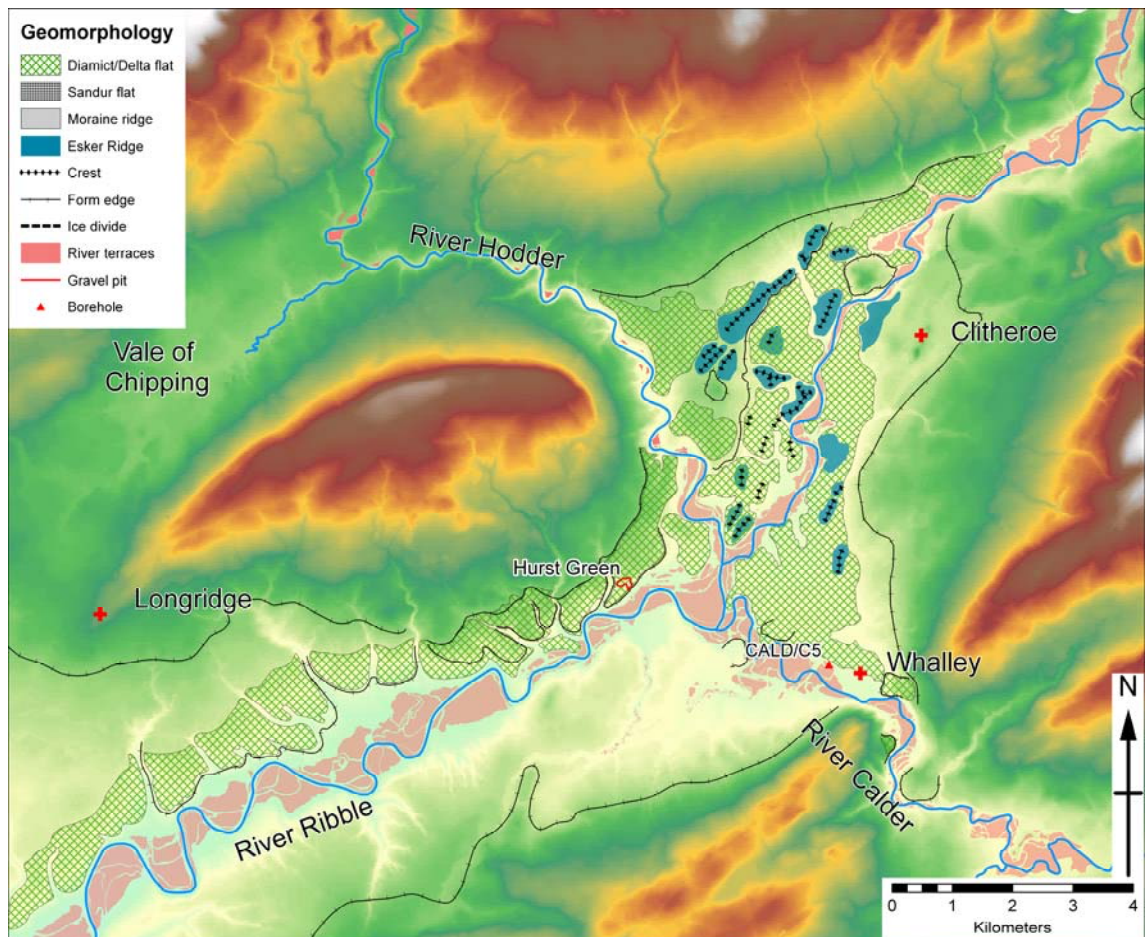 Geomorphology
Diamict/Delta flat
Sandur flat
Moraine ridge
Esker Ridge
Crest
Form edge
Ice divide
River terraces
Gravel pit
Borehole
River Hodder
Vale of
Chipping
Clitheroe
Hurst Green
Longridge
CALD/C5
Whalley
River Calder
River Ribble
N
0 1 2 3 4
Kilometers